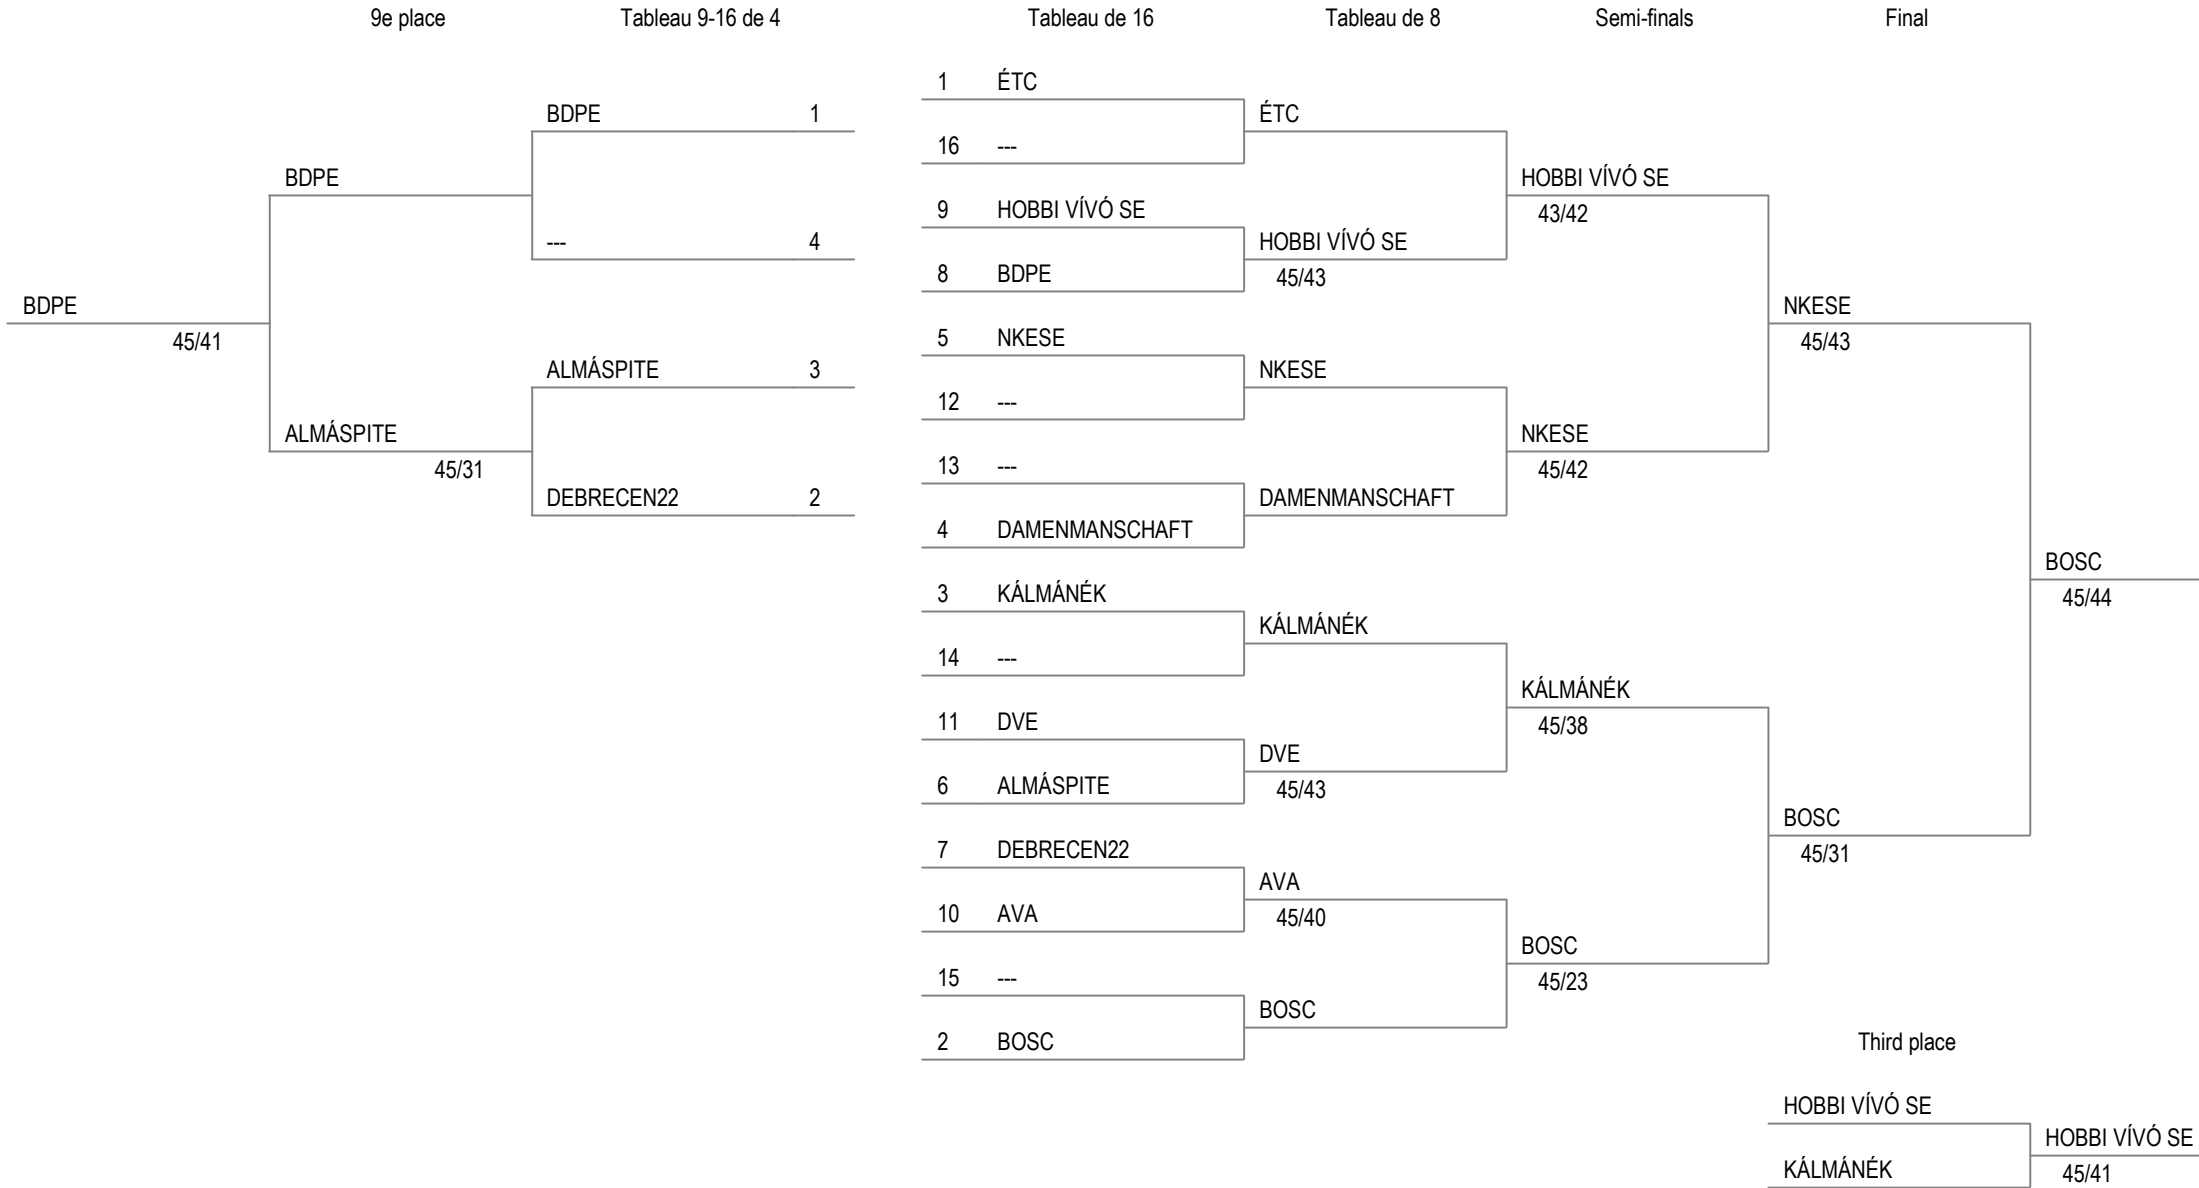 9e place Tableau 9-16 de 4 Tableau de 16 Tableau de 8 Semi-finals Final
1 ÉTC
BDPE 1 ÉTC
16 ---
BDPE HOBBI VÍVÓ SE
9 HOBBI VÍVÓ SE 43/42
--- 4 HOBBI VÍVÓ SE
8 BDPE 45/43
BDPE NKESE
45/41 5 NKESE 45/43
ALMÁSPITE 3 NKESE
12 ---
ALMÁSPITE NKESE
45/31 13 --- 45/42
DEBRECEN22 2 DAMENMANSCHAFT
4 DAMENMANSCHAFT
BOSC
3 KÁLMÁNÉK 45/44
KÁLMÁNÉK
14 ---
KÁLMÁNÉK
11 DVE 45/38
DVE
6 ALMÁSPITE 45/43
BOSC
7 DEBRECEN22 45/31
AVA
10 AVA 45/40
BOSC
15 --- 45/23
BOSC
2 BOSC Third place
HOBBI VÍVÓ SE
HOBBI VÍVÓ SE
KÁLMÁNÉK 45/41